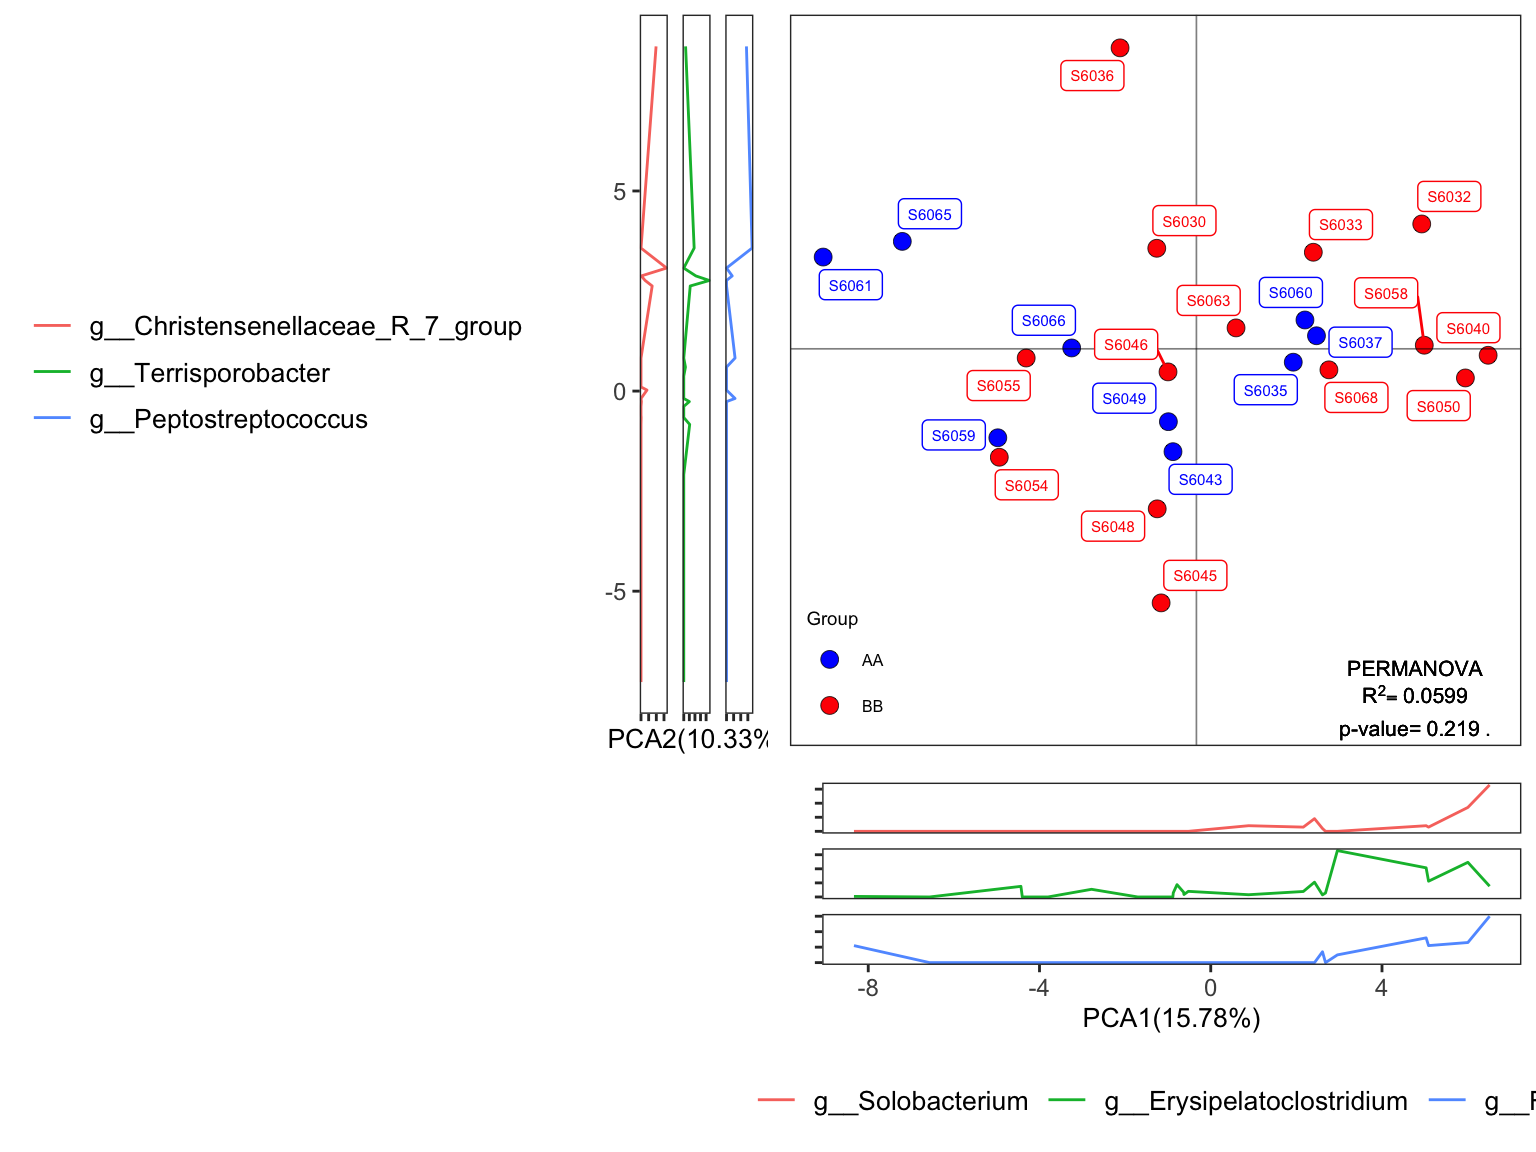 g__Christensenellaceae_R_7_group
g__Terrisporobacter
g__Peptostreptococcus
5
0
-5
PCA2(10.33%
S6036
S6065
S6061
S6030
S6033
S6032
S6063
S6060
S6058
S6066
S6046
S6037
S6040
S6055
S6049
S6035
S6068
S6050
S6059
S6054
S6043
S6048
S6045
Group
AA
BB
PERMANOVA
R²= 0.0599
p-value= 0.219 .
-8
-4
0
4
PCA1(15.78%)
g__Solobacterium
g__Erysipelatoclostridium